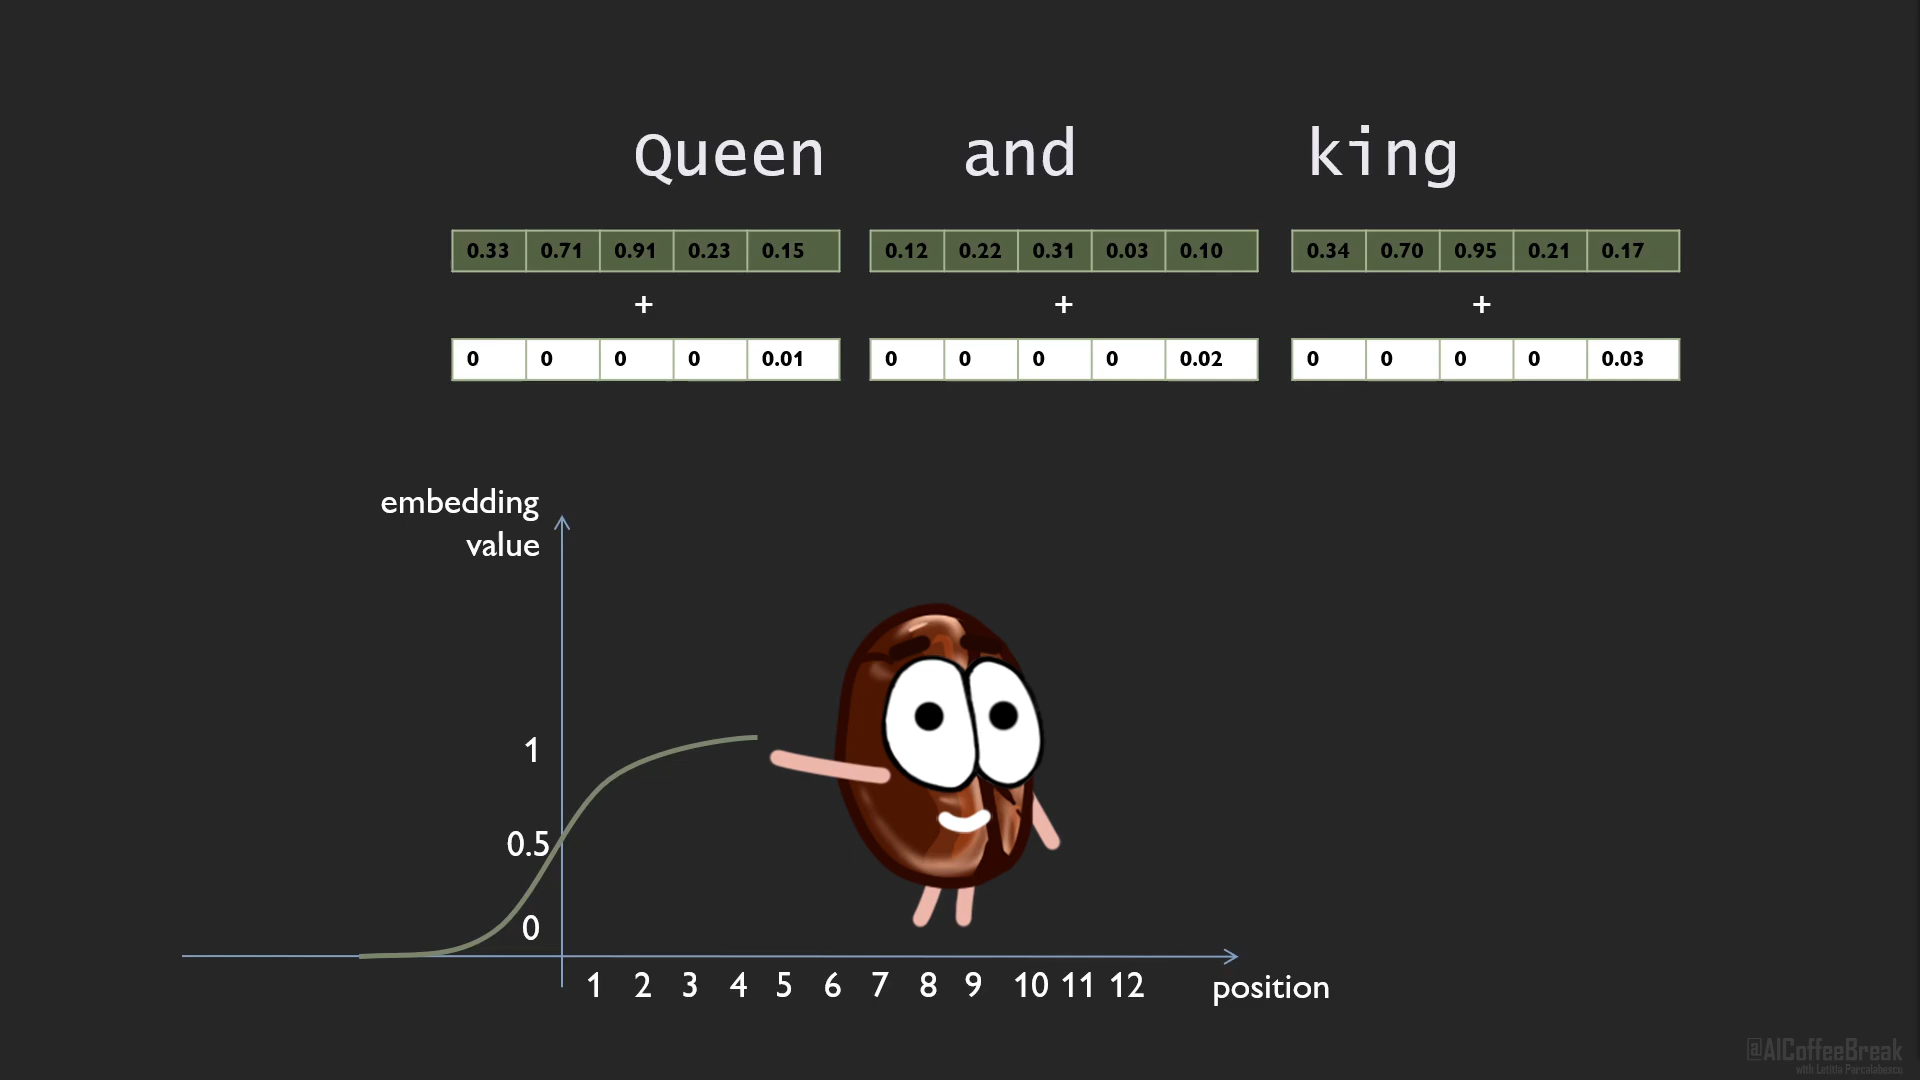 Queen and king
0.33 0.71 0.91 0.23 0.15 0.12 0.22 0.31 0.03 0.10 0.34 0.70 0.95 0.21 0.17
+ + +
0 0 0 0 0.01 0 0 0 0 0.02 0 0 0 0 0.03
embedding
value
1
0.5
0
1 2 3 4 5 6 7 8 9 10 11 12
position
@AICoffeeBreak
with Letitia Parcalabescu